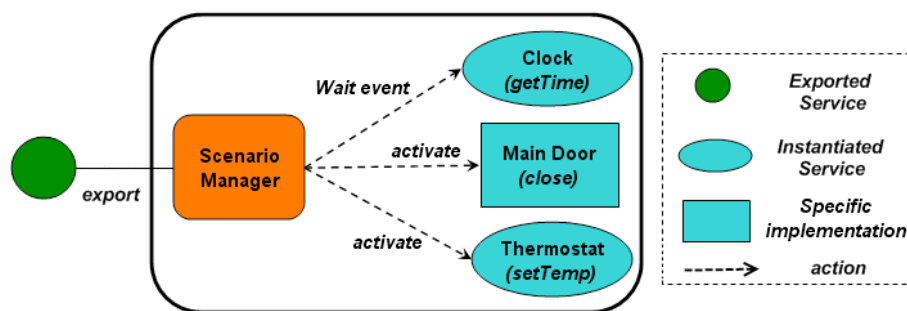 Clock
(getTime)
Wait event
Scenario
Manager
activate
Main Door
(close)
export
activate
Thermostat
(setTemp)
Exported
Service
Instantiated
Service
Specific
implementation
action